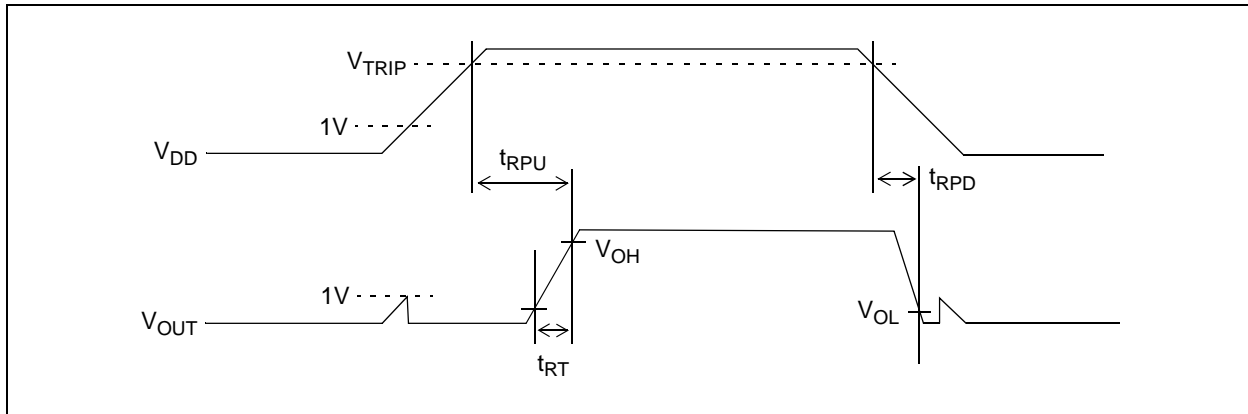 VTRIP
1V
VDD
tRPU
tRPD
VOH
1V
VOUT
VOL
tRT